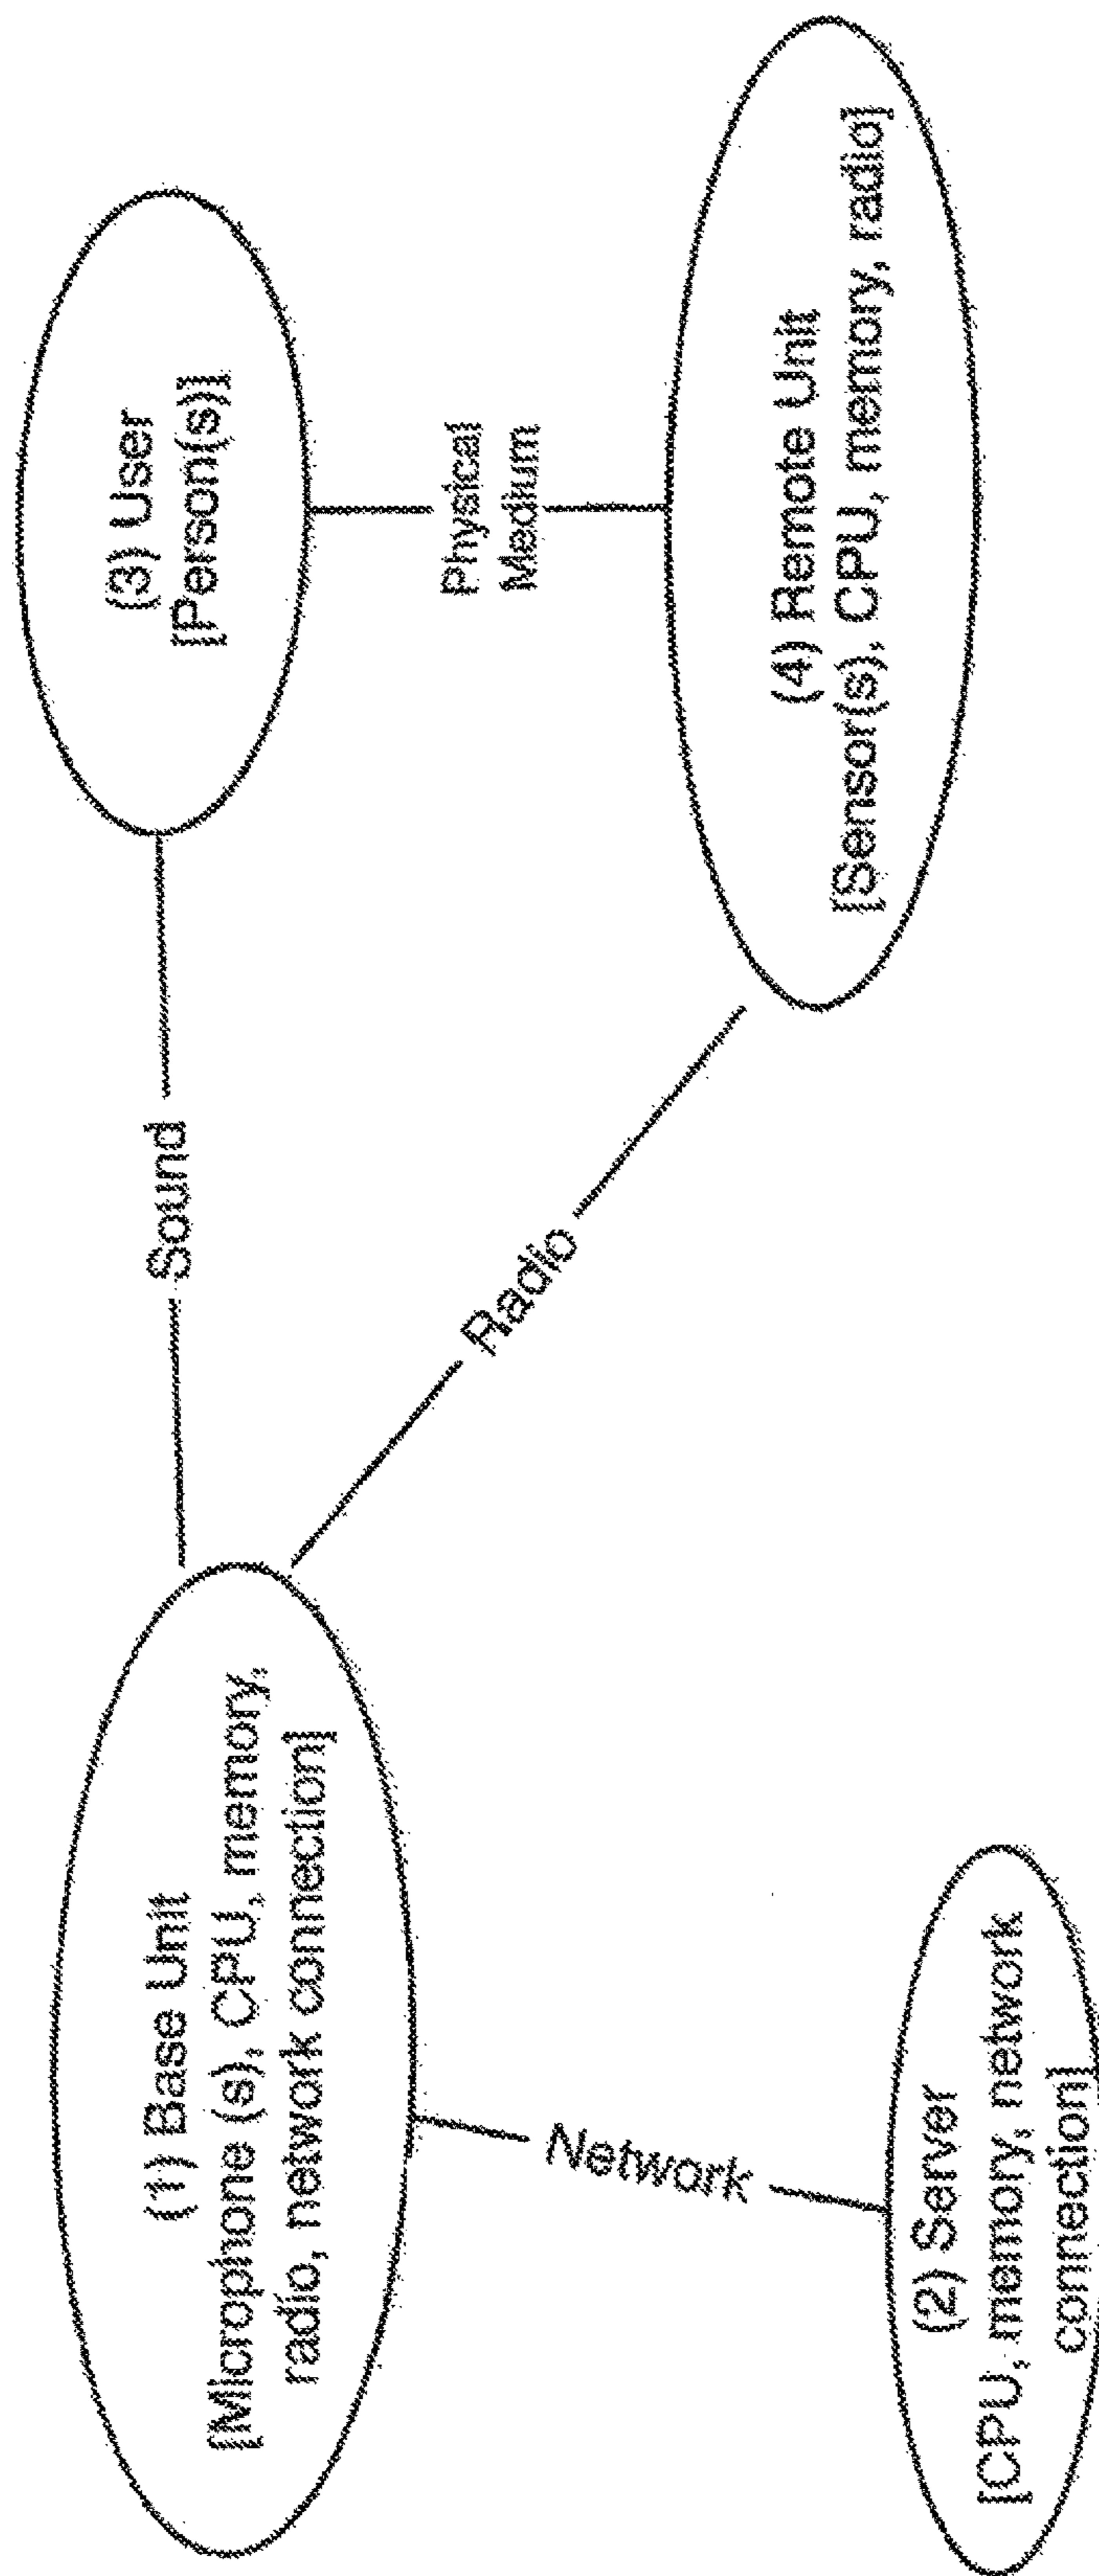 (1) Base Unit
[Microphone (s), CPU, memory,
radio, network connection]
Sound
(3) User
[Person(s)]
Radio
Physical
Medium
Network
(4) Remote Unit
[Sensor(s), CPU, memory, radio]
(2) Server
[CPU, memory, network
connection]